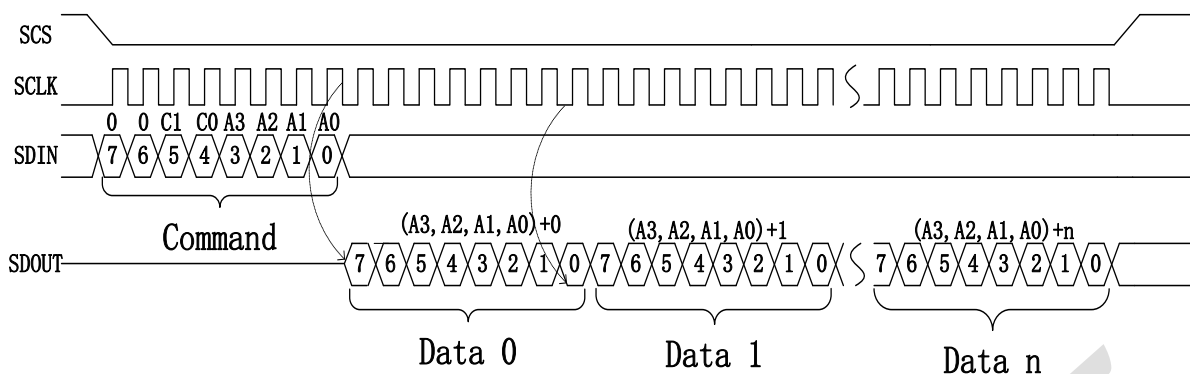 SCS
SCLK
0 0 C1 C0 A3 A2 A1 A0
SDIN 7 6 5 4 3 2 1 0
Command
(A3, A2, A1, A0)+0 (A3, A2, A1, A0)+1 (A3, A2, A1, A0)+n
SDOUT 7 6 5 4 3 2 1 0 7 6 5 4 3 2 1 0 7 6 5 4 3 2 1 0
Data 0 Data 1 Data n